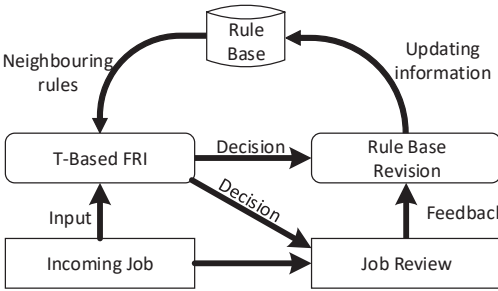 Rule
Base
Neighbouring
rules
Updating
information
T-Based FRI
Decision
Rule Base
Revision
Decision
Input
Feedback
Incoming Job
Job Review